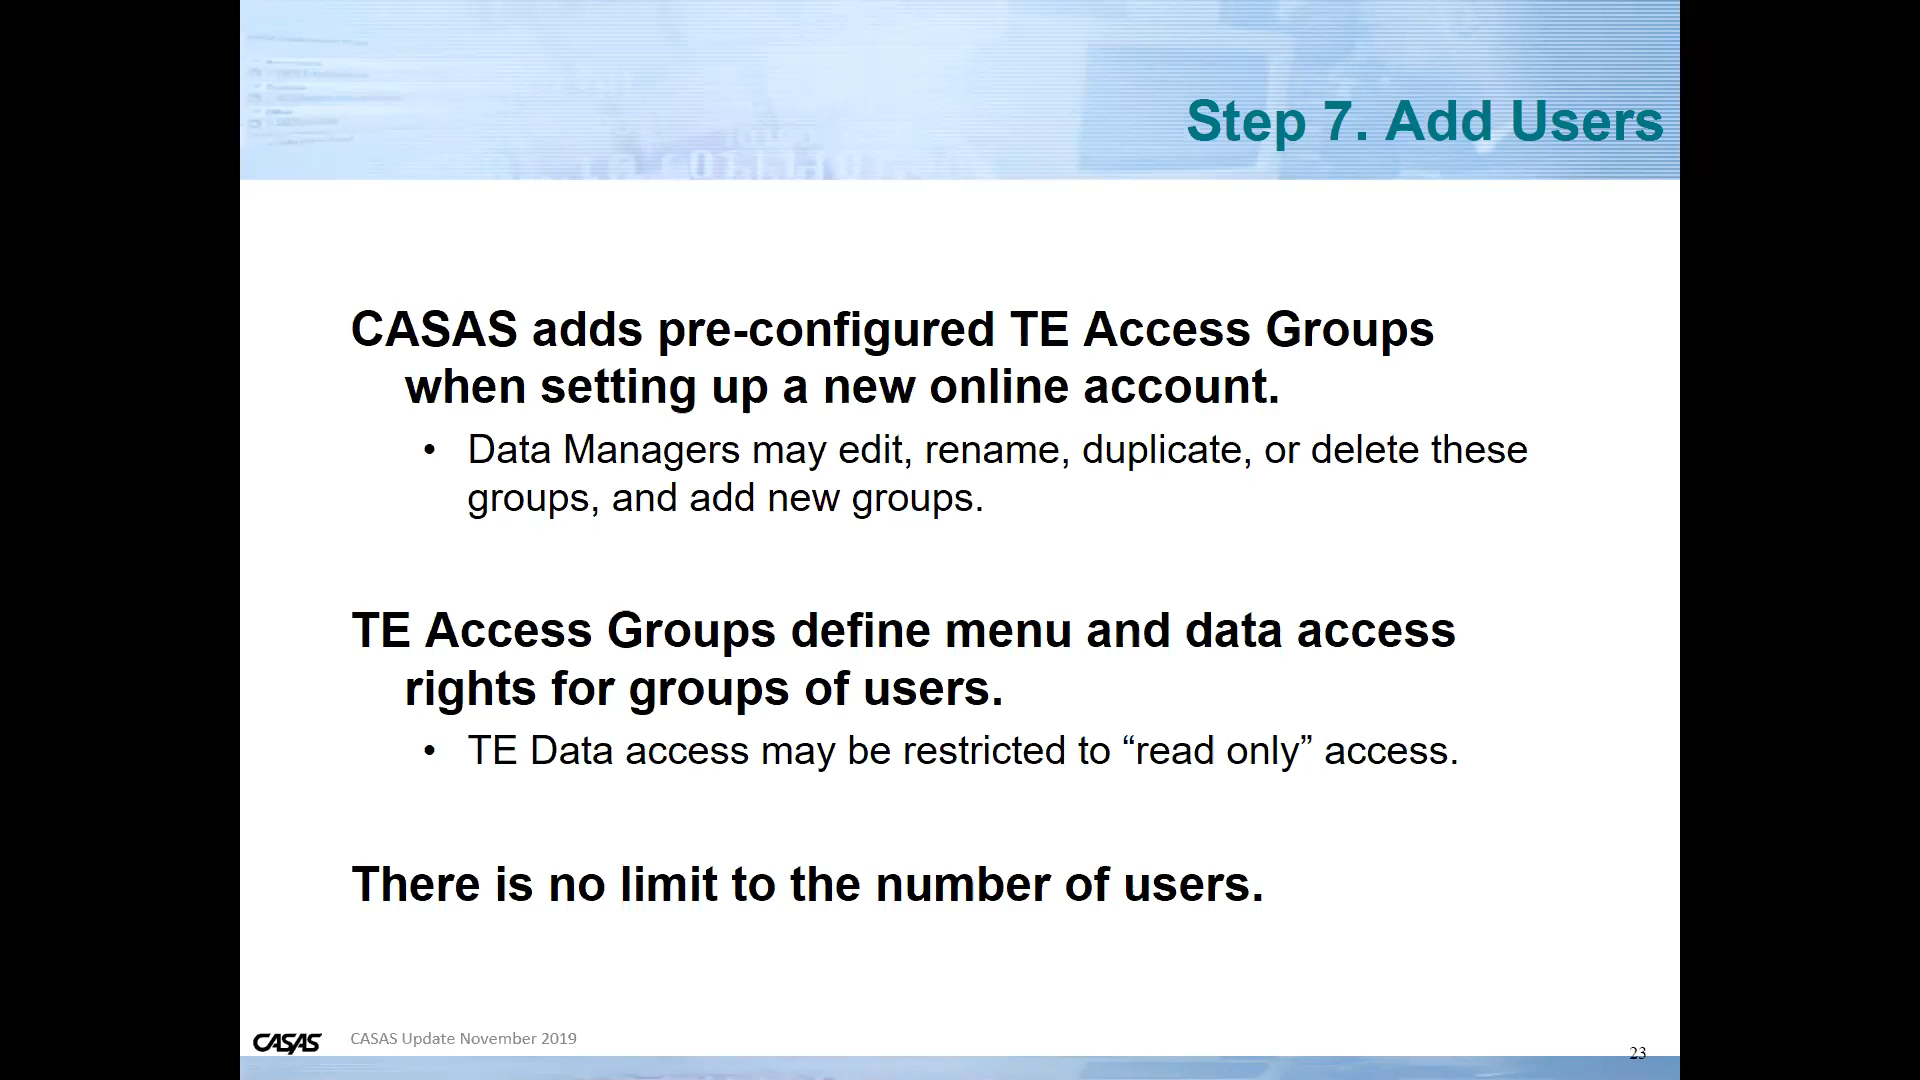 Step 7. Add Users
CASAS adds pre-configured TE Access Groups
when setting up a new online account.
• Data Managers may edit, rename, duplicate, or delete these
groups, and add new groups.
TE Access Groups define menu and data access
rights for groups of users.
• TE Data access may be restricted to “read only” access.
There is no limit to the number of users.
CASAS
CASAS Update November 2019
23